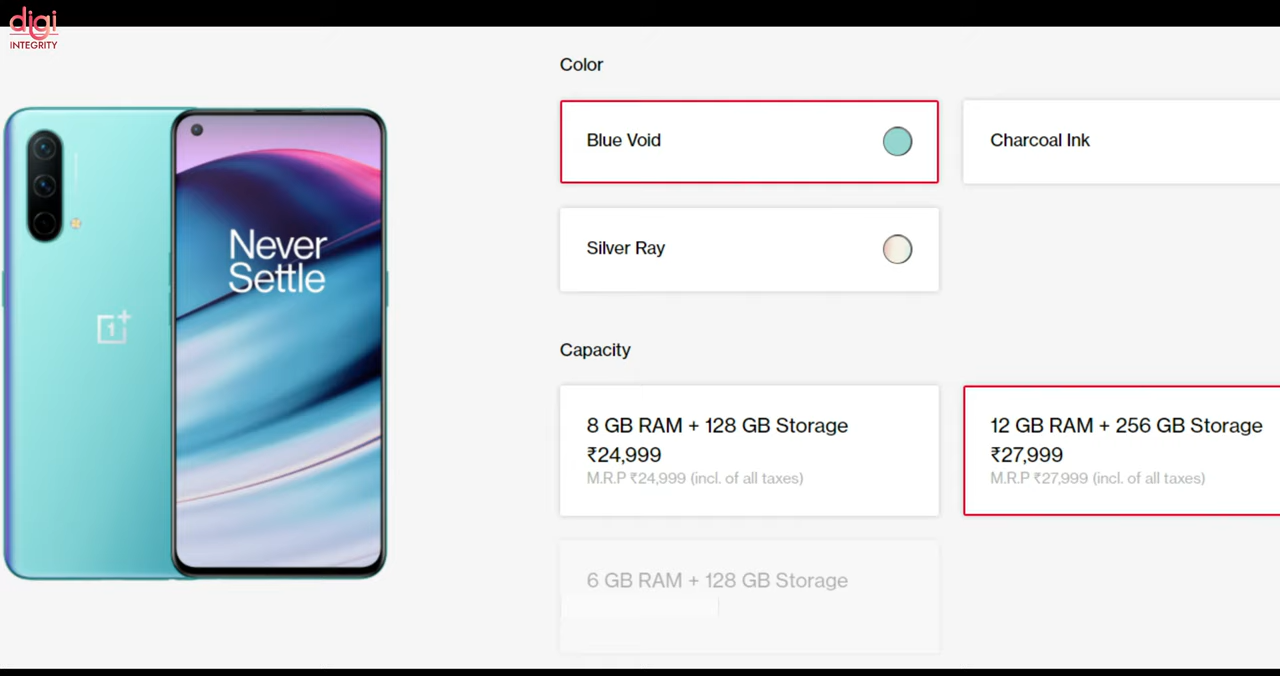 digi
INTEGRITY
Color
Blue Void
Charcoal Ink
Silver Ray
Never
Settle
1+
Capacity
8 GB RAM + 128 GB Storage
₹24,999
M.R.P ₹24,999 (incl. of all taxes)
12 GB RAM + 256 GB Storage
₹27,999
M.R.P ₹27,999 (incl. of all taxes)
6 GB RAM + 128 GB Storage